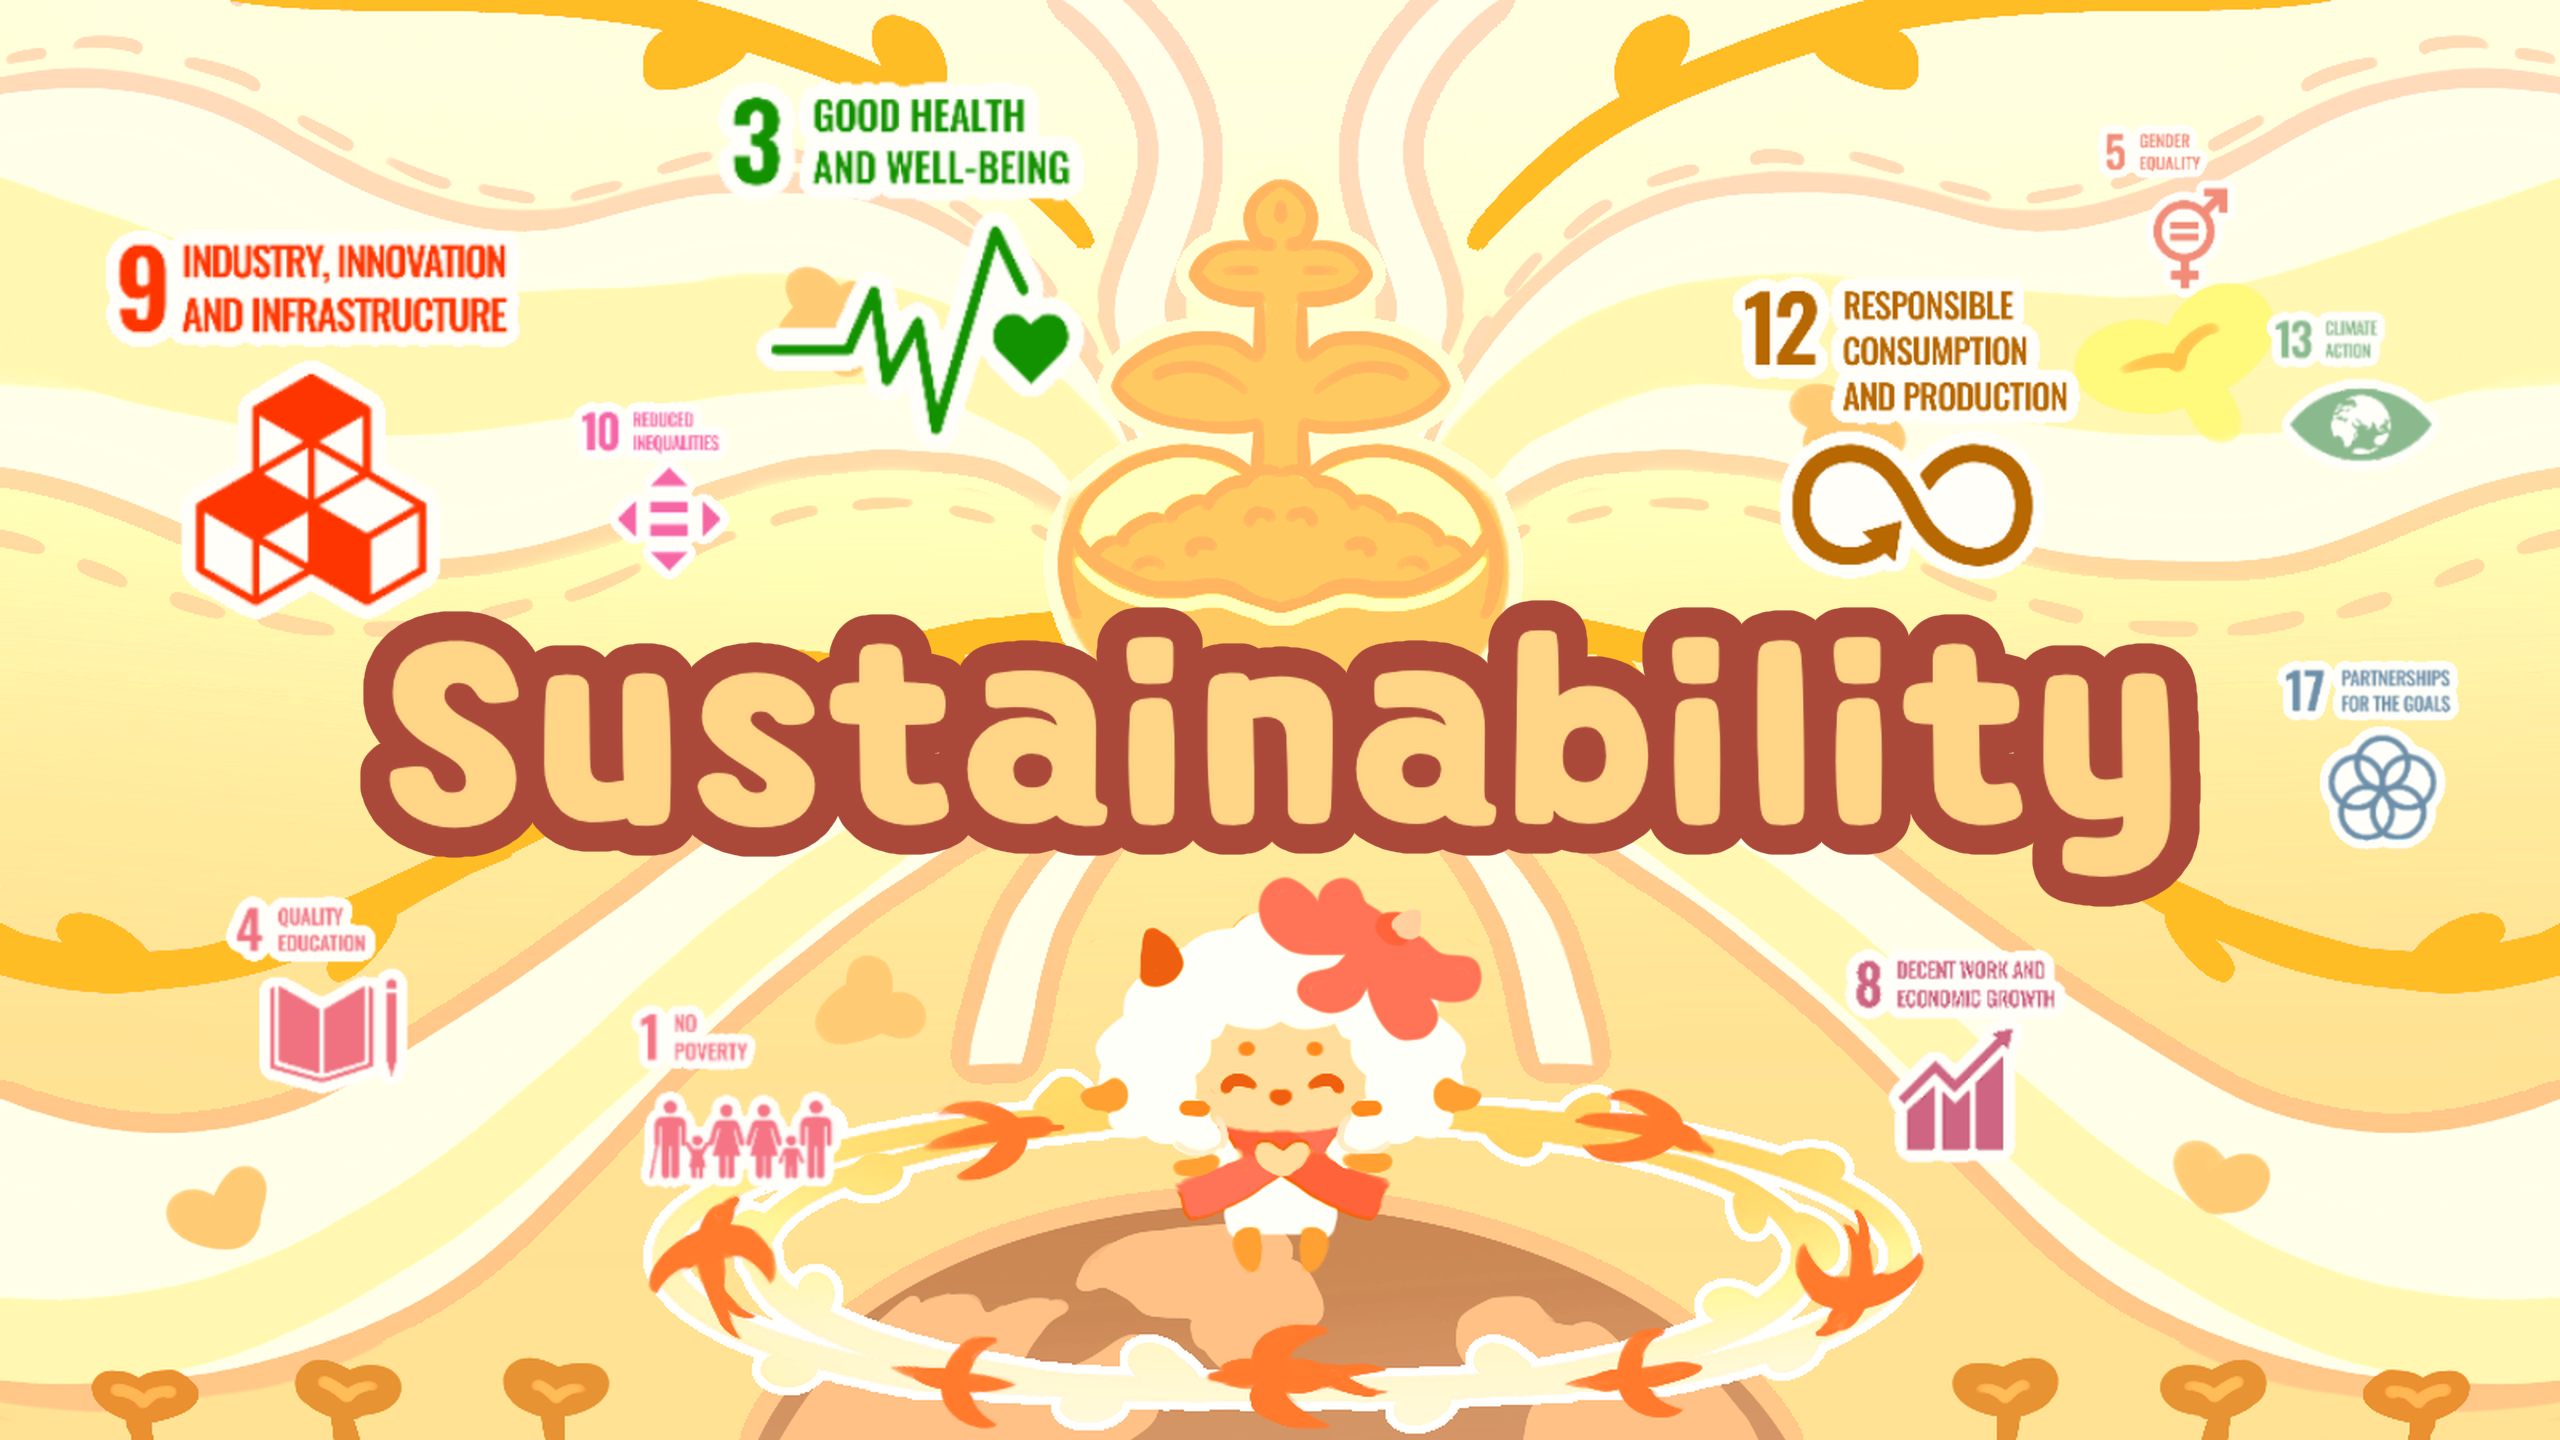 3 GOOD HEALTH
AND WELL-BEING
5 GENDER
EQUALITY
9 INDUSTRY, INNOVATION
AND INFRASTRUCTURE
12 RESPONSIBLE
CONSUMPTION
AND PRODUCTION
13 CLIMATE
ACTION
10 REDUCED
INEQUALITIES
Sustainability
17 PARTNERSHIPS
FOR THE GOALS
4 QUALITY
EDUCATION
8 DECENT WORK AND
ECONOMIC GROWTH
1 NO
POVERTY